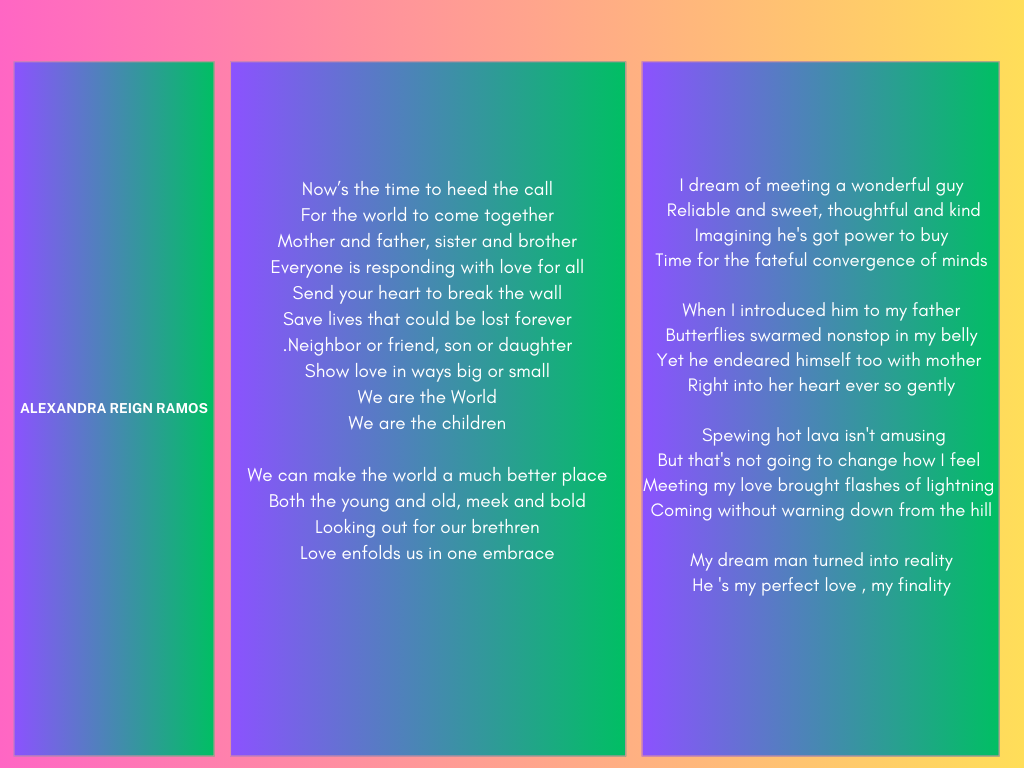 ALEXANDRA REIGN RAMOS
Now's the time to heed the call
For the world to come together
Mother and father, sister and brother
Everyone is responding with love for all
Send your heart to break the wall
Save lives that could be lost forever
.Neighbor or friend, son or daughter
Show love in ways big or small
We are the World
We are the children
We can make the world a much better place
Both the young and old, meek and bold
Looking out for our brethren
Love enfolds us in one embrace
I dream of meeting a wonderful guy
Reliable and sweet, thoughtful and kind
Imagining he's got power to buy
Time for the fateful convergence of minds
When I introduced him to my father
Butterflies swarmed nonstop in my belly
Yet he endeared himself too with mother
Right into her heart ever so gently
Spewing hot lava isn't amusing
But that's not going to change how I feel
Meeting my love brought flashes of lightning
Coming without warning down from the hill
My dream man turned into reality
He 's my perfect love , my finality